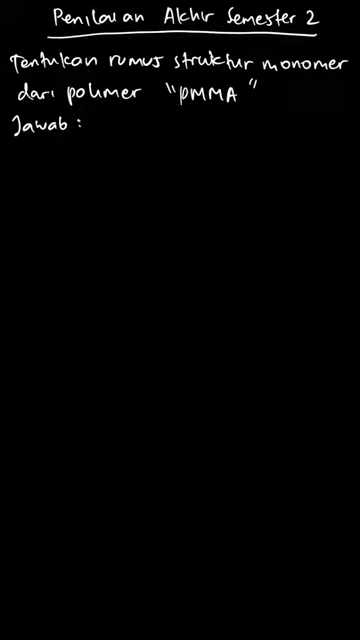 Penilaian Akhir Semester 2
Tentukan rumus struktur monomer
dari polimer "PMMA"
Jawab :